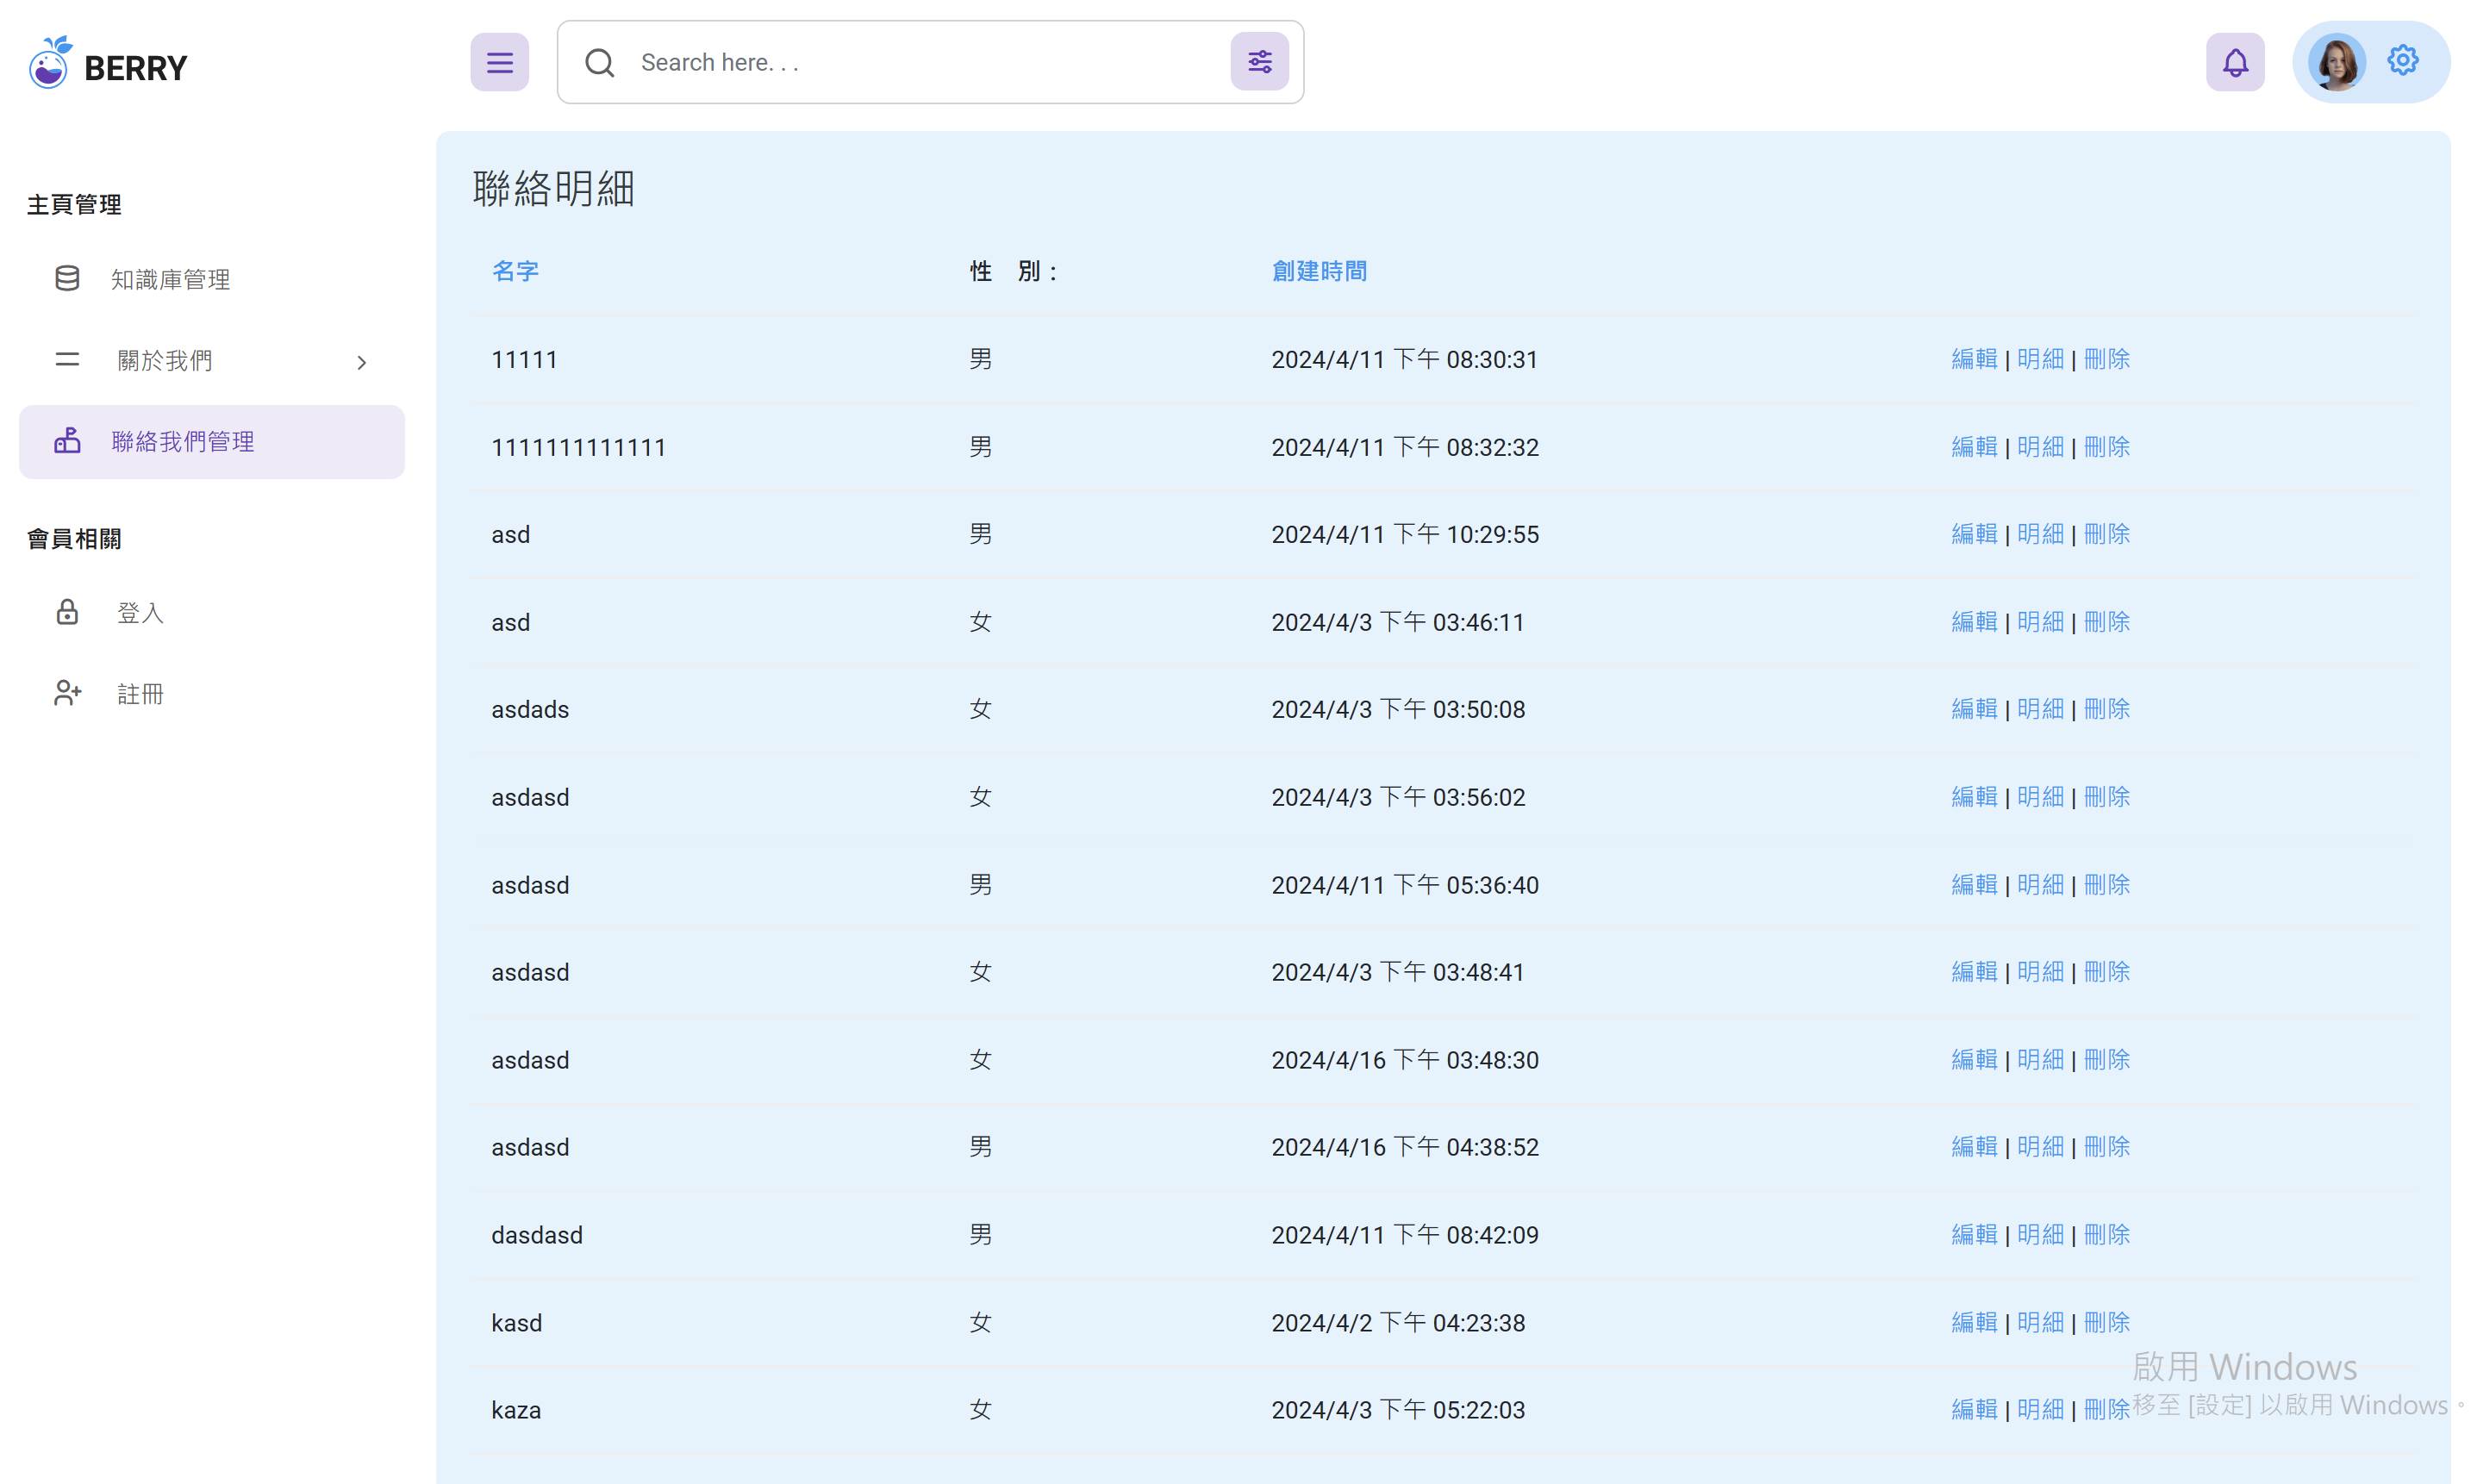 BERRY
Search here. . .
主頁管理
知識庫管理
關於我們
聯絡我們管理
會員相關
登入
註冊
聯絡明細
名字 性 別： 創建時間
11111 男 2024/4/11 下午 08:30:31 編輯 | 明細 | 刪除
1111111111111 男 2024/4/11 下午 08:32:32 編輯 | 明細 | 刪除
asd 男 2024/4/11 下午 10:29:55 編輯 | 明細 | 刪除
asd 女 2024/4/3 下午 03:46:11 編輯 | 明細 | 刪除
asdads 女 2024/4/3 下午 03:50:08 編輯 | 明細 | 刪除
asdasd 女 2024/4/3 下午 03:56:02 編輯 | 明細 | 刪除
asdasd 男 2024/4/11 下午 05:36:40 編輯 | 明細 | 刪除
asdasd 女 2024/4/3 下午 03:48:41 編輯 | 明細 | 刪除
asdasd 女 2024/4/16 下午 03:48:30 編輯 | 明細 | 刪除
asdasd 男 2024/4/16 下午 04:38:52 編輯 | 明細 | 刪除
dasdasd 男 2024/4/11 下午 08:42:09 編輯 | 明細 | 刪除
kasd 女 2024/4/2 下午 04:23:38 編輯 | 明細 | 刪除
kaza 女 2024/4/3 下午 05:22:03 編輯 | 明細 | 刪除
啟用 Windows
移至 [設定] 以啟用 Windows。